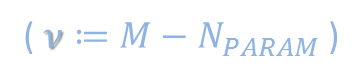 ( ν ≔ M − N_PARAM )